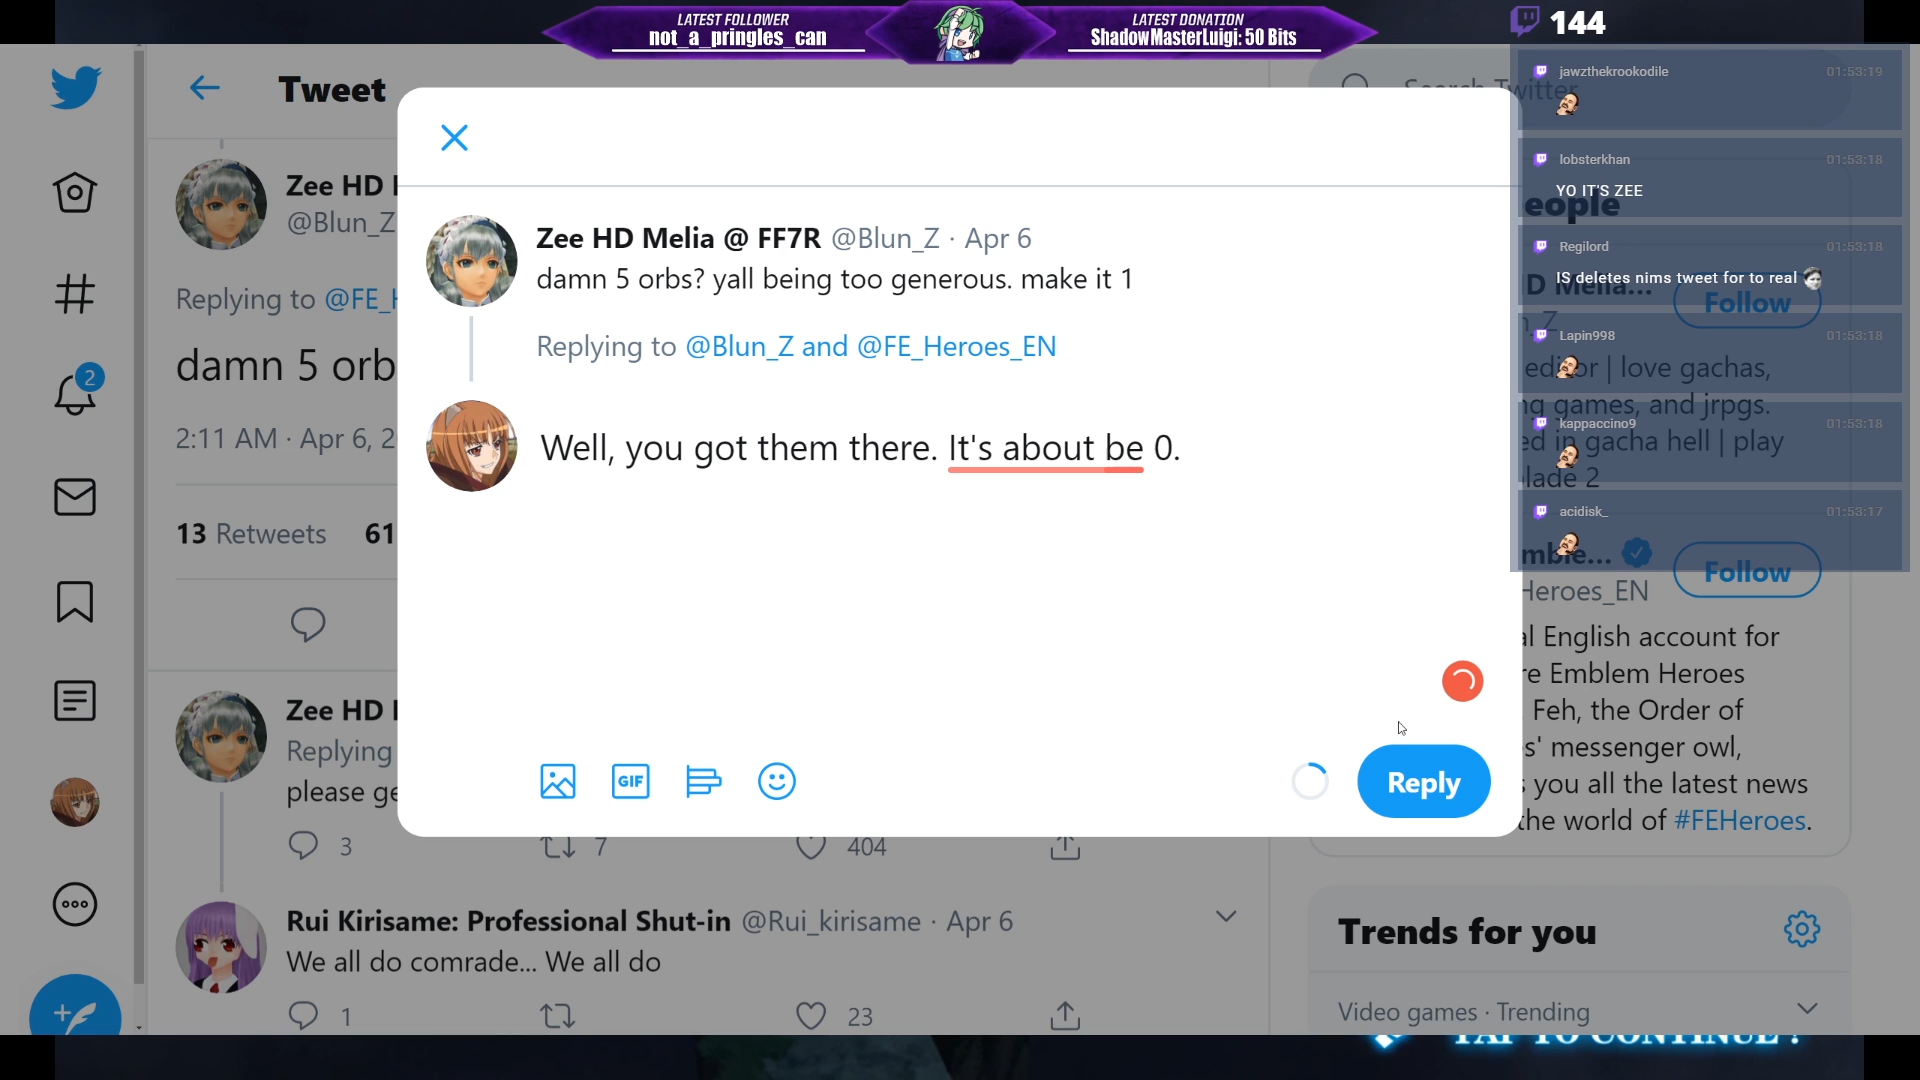 LATEST FOLLOWER
not_a_pringles_can
LATEST DONATION
ShadowMasterLuigi: 50 Bits
144
Tweet
Search Twitter
Zee HD
@Blun_Z
Replying to @FE_
damn 5 orb
2:11 AM · Apr 6, 2
13 Retweets 61
Zee HD Melia @ FF7R @Blun_Z · Apr 6
damn 5 orbs? yall being too generous. make it 1
Replying to @Blun_Z and @FE_Heroes_EN
Well, you got them there. It's about be 0.
GIF
Reply
2
jawzthekrookodile 01:53:19
lobsterkhan 01:53:18
YO IT'S ZEE
eople
Regilord 01:53:18
IS deletes nims tweet for to real
D Melia...
Follow
Lapin998 01:53:18
editor | love gachas,
ng games, and jrpgs.
kappaccino9 01:53:18
ed in gacha hell | play
lade 2
acidisk_ 01:53:17
mble...
Follow
Heroes_EN
al English account for
re Emblem Heroes
Feh, the Order of
s' messenger owl,
s you all the latest news
the world of #FEHeroes.
Zee HD
Replying
please ge
3 7 404
Rui Kirisame: Professional Shut-in @Rui_kirisame · Apr 6
We all do comrade... We all do
1 23
Trends for you
Video games · Trending
TAP TO CONTINUE !